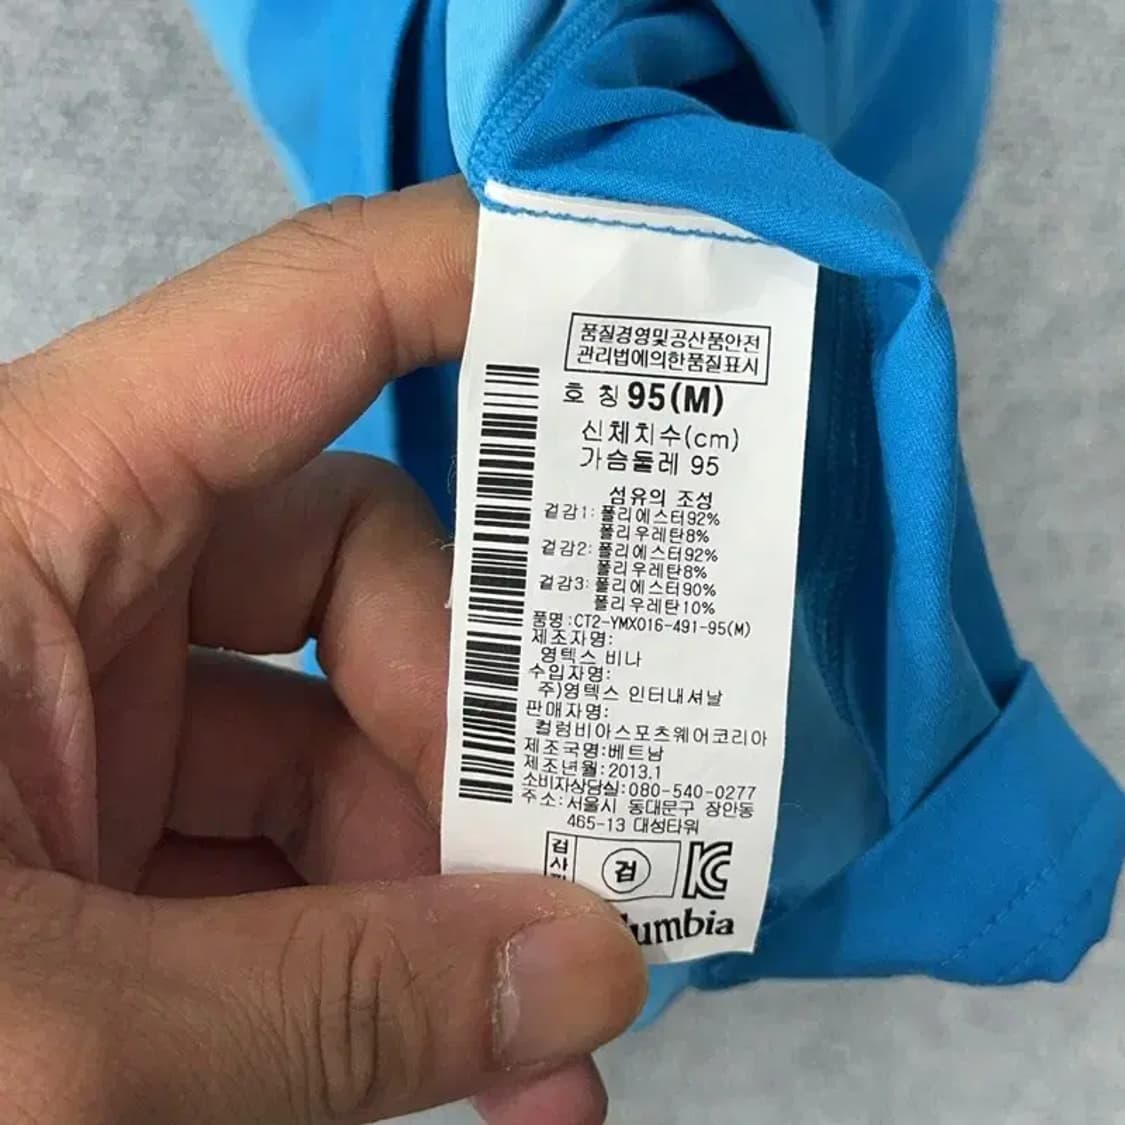 품질경영및공산품안전
관리법에의한품질표시
호 칭 95(M)
신체치수(cm)
가슴둘레 95
섬유의 조성
겉감1: 폴리에스터92%
폴리우레탄8%
겉감2: 폴리에스터92%
폴리우레탄8%
겉감3: 폴리에스터90%
폴리우레탄10%
품명:CT2-YMX016-491-95(M)
제조자명:
영텍스 비나
수입자명:
주)영텍스 인터내셔날
판매자명:
컬럼비아스포츠웨어코리아
제조국명:베트남
제조년월:2013.1
소비자상담실:080-540-0277
주소:서울시 동대문구 장안동
465-13 대성타워
검사 검
umbia